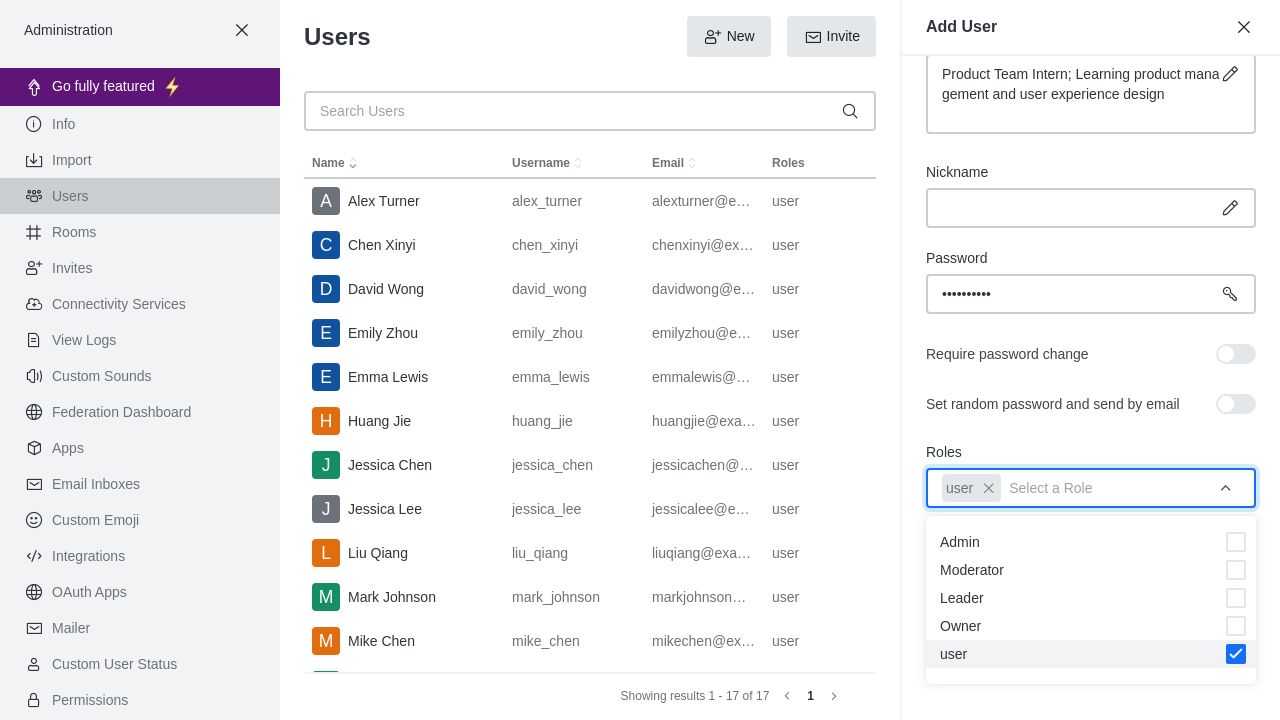 Administration
Go fully featured
Info
Import
Users
Rooms
Invites
Connectivity Services
View Logs
Custom Sounds
Federation Dashboard
Apps
Email Inboxes
Custom Emoji
Integrations
OAuth Apps
Mailer
Custom User Status
Permissions
Users
New
Invite
Search Users
Name Username Email Roles
A Alex Turner alex_turner alexturner@e… user
C Chen Xinyi chen_xinyi chenxinyi@ex… user
D David Wong david_wong davidwong@e… user
E Emily Zhou emily_zhou emilyzhou@e… user
E Emma Lewis emma_lewis emmalewis@… user
H Huang Jie huang_jie huangjie@exa… user
J Jessica Chen jessica_chen jessicachen@… user
J Jessica Lee jessica_lee jessicalee@e… user
L Liu Qiang liu_qiang liuqiang@exa… user
M Mark Johnson mark_johnson markjohnson… user
M Mike Chen mike_chen mikechen@ex… user
Showing results 1 - 17 of 17 1
Add User
Product Team Intern; Learning product mana
gement and user experience design
Nickname
Password
••••••••••
Require password change
Set random password and send by email
Roles
user Select a Role
Admin
Moderator
Leader
Owner
user